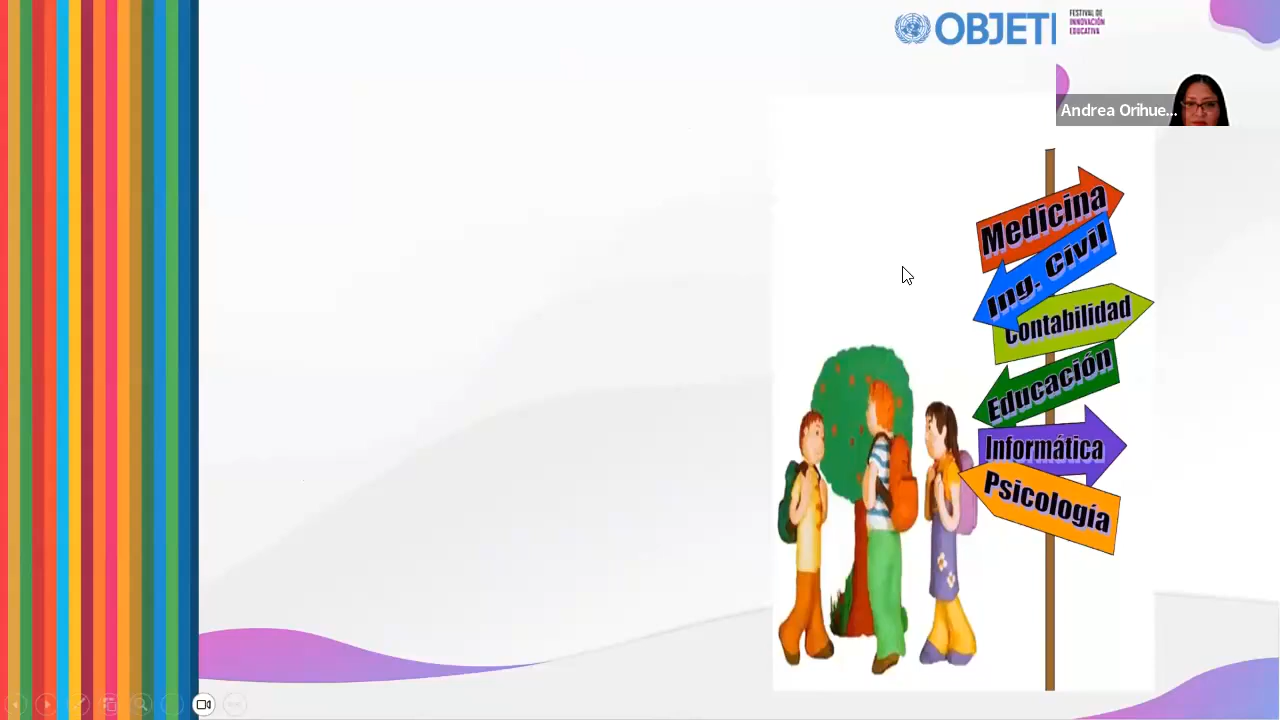 OBJETI
FESTIVAL DE
INNOVACIÓN
EDUCATIVA
Andrea Orihue...
Medicina
Ing. Civil
Contabilidad
Educación
Informática
Psicología